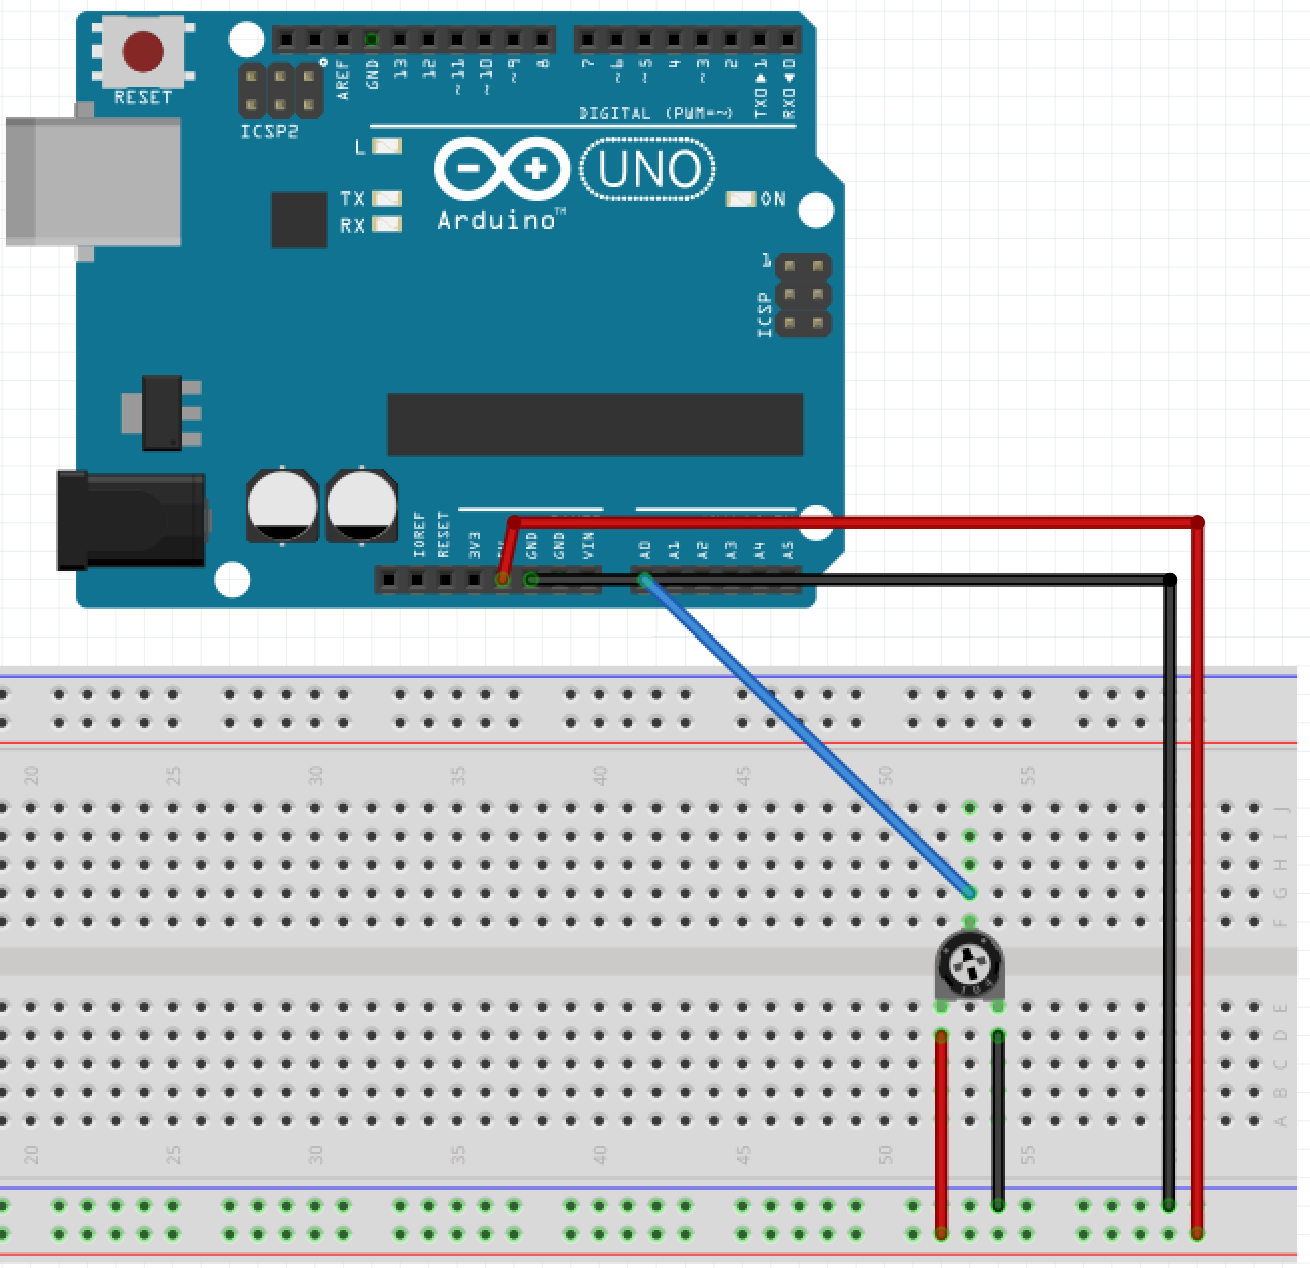 RESET
ICSP2
AREF
GND
13
12
~11
~10
~9
8
7
~6
~5
4
~3
2
TX0▶1
RX0◀0
DIGITAL (PWM=~)
L
TX
RX
Arduino™
UNO
ON
1
ICSP
IOREF
RESET
3V3
GND
GND
VIN
A0
A1
A2
A3
A4
A5
20 25 30 35 40 45 50 55
J
I
H
G
F
E
D
C
B
A
20 25 30 35 40 45 50 55